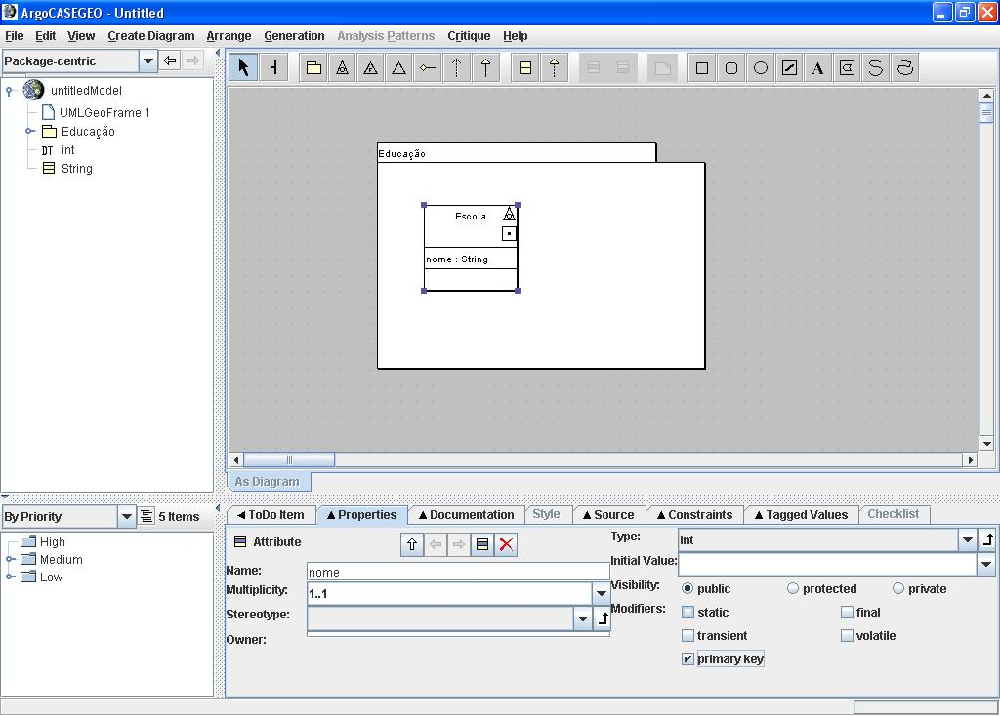 ArgoCASEGEO - Untitled
File Edit View Create Diagram Arrange Generation Analysis Patterns Critique Help
Package-centric
A
untitledModel
UMLGeoFrame 1
Educação
DT int
String
Educação
Escola
nome : String
As Diagram
By Priority
5 Items
High
Medium
Low
ToDo Item Properties Documentation Style Source Constraints Tagged Values Checklist
Attribute
Name: nome
Multiplicity: 1..1
Stereotype:
Owner:
Type: int
Initial Value:
Visibility: public protected private
Modifiers: static final
transient volatile
primary key